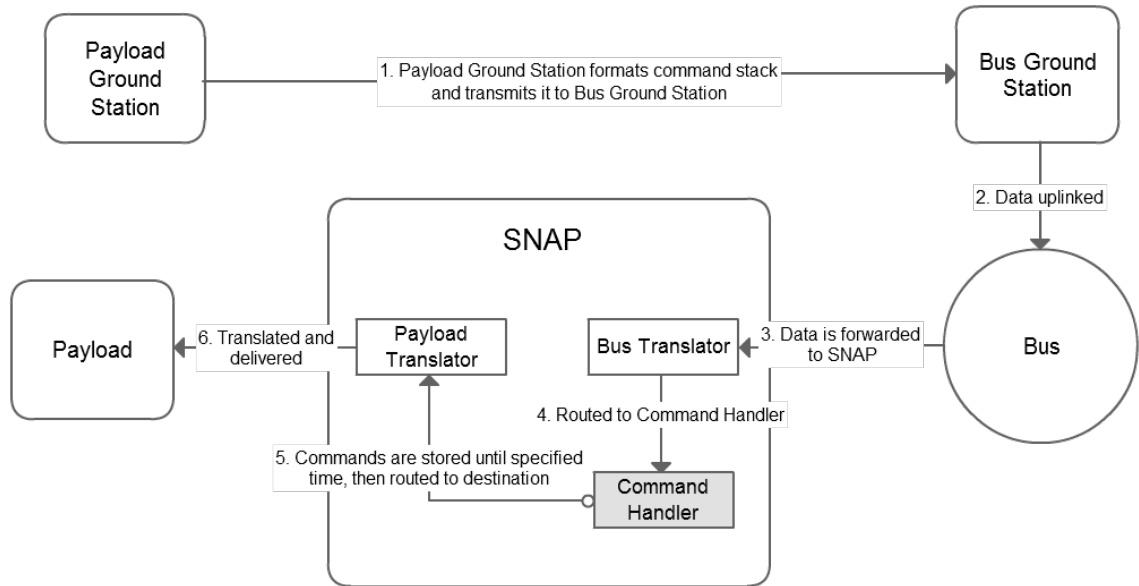 Payload
Ground
Station
1. Payload Ground Station formats command stack
and transmits it to Bus Ground Station
Bus Ground
Station
2. Data uplinked
SNAP
Payload
6. Translated and
delivered
Payload
Translator
Bus Translator
3. Data is forwarded
to SNAP
Bus
4. Routed to Command Handler
5. Commands are stored until specified
time, then routed to destination
Command
Handler